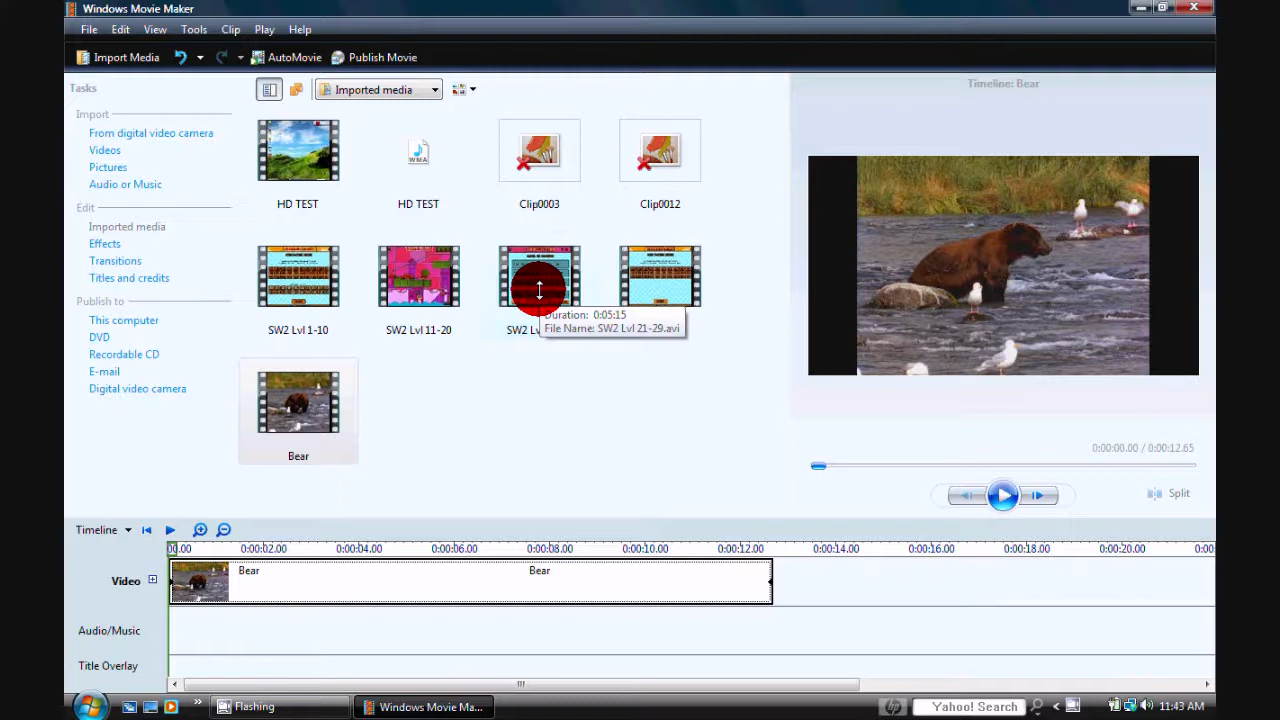 Windows Movie Maker
File Edit View Tools Clip Play Help
Import Media AutoMovie Publish Movie
Tasks
Imported media
Timeline: Bear
Import
From digital video camera
Videos
Pictures
Audio or Music
Edit
Imported media
Effects
Transitions
Titles and credits
Publish to
This computer
DVD
Recordable CD
E-mail
Digital video camera
WMA
HD TEST HD TEST Clip0003 Clip0012
SW2 Lvl 1-10 SW2 Lvl 11-20
Duration: 0:05:15
File Name: SW2 Lvl 21-29.avi
Bear
0:00:00.00 / 0:00:12.65
Split
Timeline
00.00 0:00:02.00 0:00:04.00 0:00:06.00 0:00:08.00 0:00:10.00 0:00:12.00 0:00:14.00 0:00:16.00 0:00:18.00 0:00:20.00
Video Bear Bear
Audio/Music
Title Overlay
Flashing Windows Movie Ma... hp Yahoo! Search 11:43 AM